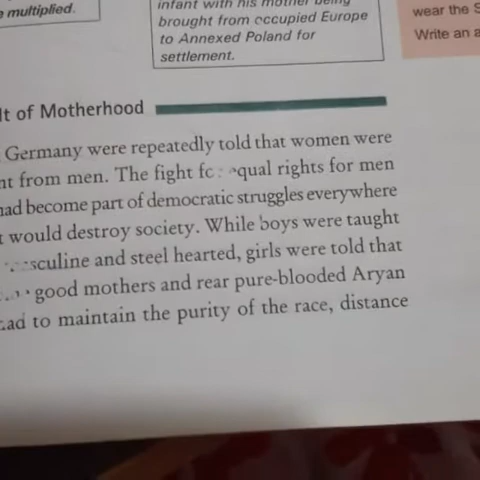 multiplied.
infant with his mother being
brought from occupied Europe
to Annexed Poland for
settlement.
wear the S
Write an a
lt of Motherhood
Germany were repeatedly told that women were
nt from men. The fight equal rights for men
had become part of democratic struggles everywhere
t would destroy society. While boys were taught
masculine and steel hearted, girls were told that
good mothers and rear pure-blooded Aryan
to maintain the purity of the race, distance